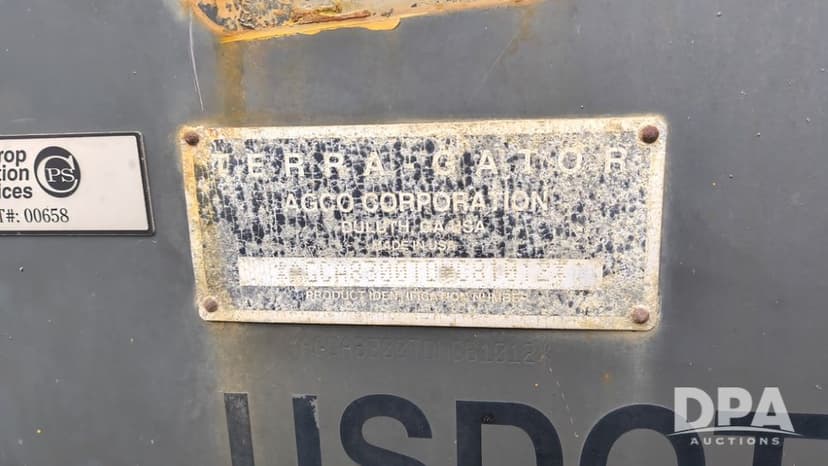 rop
tion
ices
CPS
T#: 00658
TERRA-GATOR
AGCO CORPORATION
DULUTH, GA USA
MADE IN USA
PRODUCT IDENTIFICATION NUMBER
USDOT
DPA
AUCTIONS